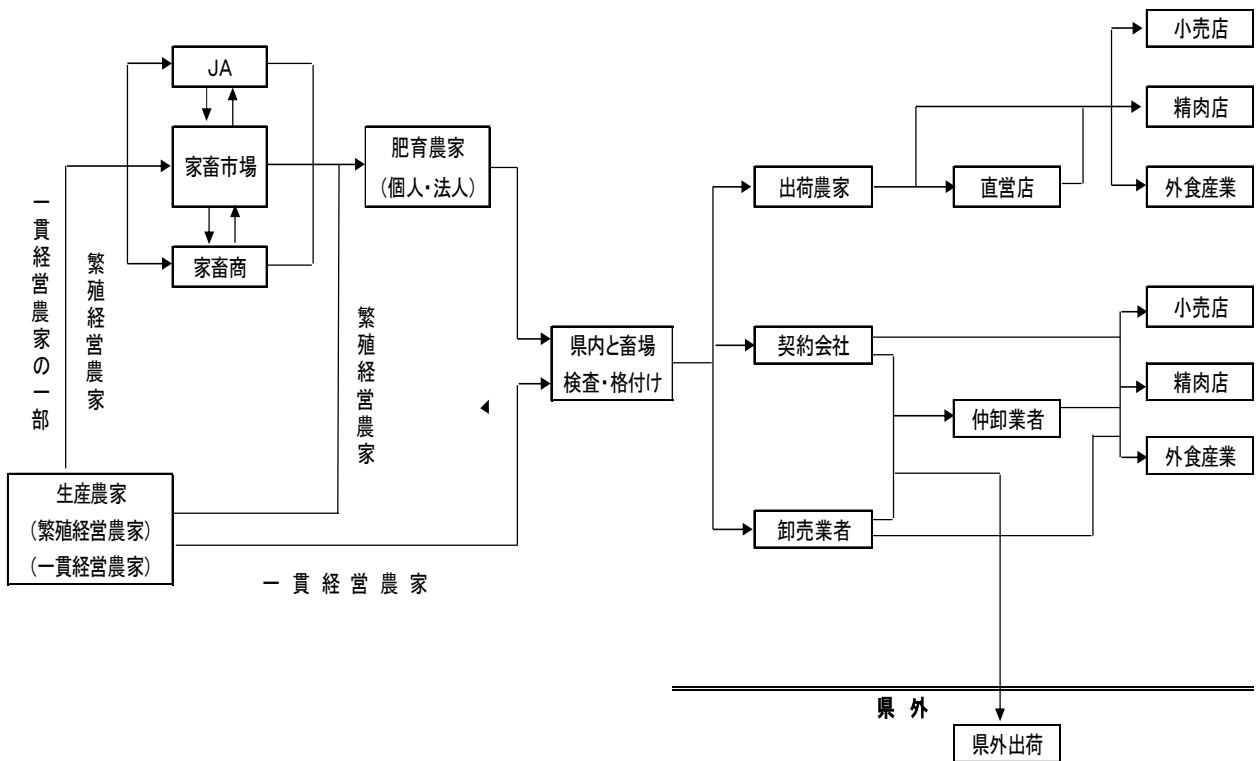 小売店
JA
精肉店
家畜市場
肥育農家
(個人・法人)
出荷農家
直営店
外食産業
一貫経営農家の一部
繁殖経営農家
家畜商
繁殖経営農家
県内と畜場
検査・格付け
契約会社
小売店
精肉店
仲卸業者
外食産業
生産農家
(繁殖経営農家)
(一貫経営農家)
卸売業者
一貫経営農家
県外
県外出荷